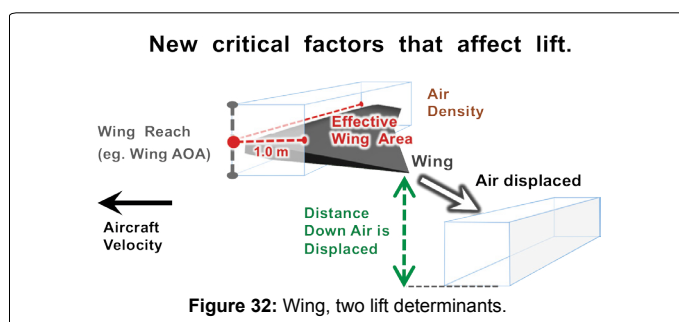 New critical factors that affect lift.
Air
Density
Effective
Wing Area
Wing Reach
(eg. Wing AOA)
1.0 m
Wing
Air displaced
Aircraft
Velocity
Distance
Down Air is
Displaced
Figure 32: Wing, two lift determinants.